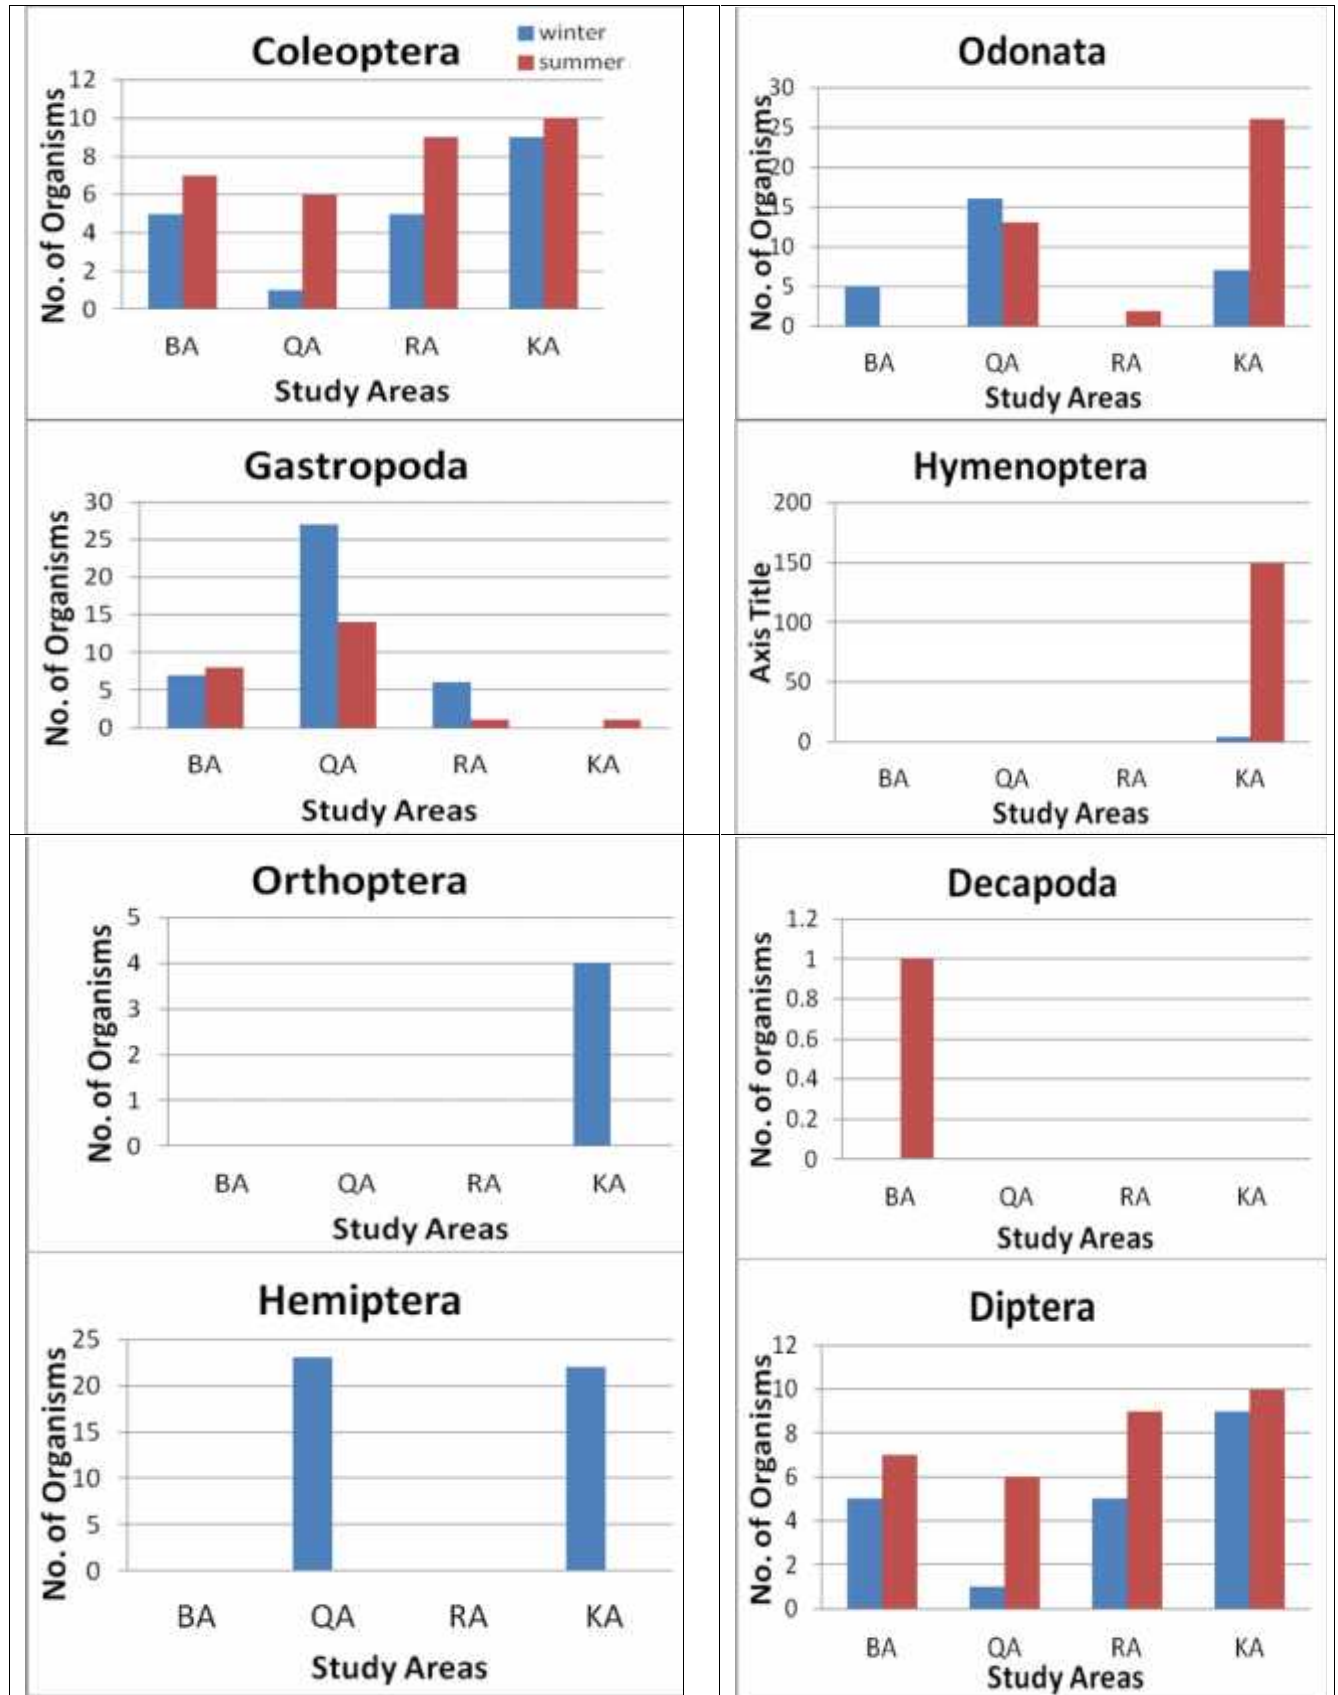 Coleoptera
winter
summer
No. of Organisms
12
10
8
6
4
2
0
BA QA RA KA
Study Areas
Odonata
No. of Organisms
30
25
20
15
10
5
0
BA QA RA KA
Study Areas
Gastropoda
No. of Organisms
30
25
20
15
10
5
0
BA QA RA KA
Study Areas
Hymenoptera
Axis Title
200
150
100
50
0
BA QA RA KA
Study Areas
Orthoptera
No. of Organisms
5
4
3
2
1
0
BA QA RA KA
Study Areas
Decapoda
No. of organisms
1.2
1
0.8
0.6
0.4
0.2
0
BA QA RA KA
Study Areas
Hemiptera
No. of Organisms
25
20
15
10
5
0
BA QA RA KA
Study Areas
Diptera
No. of Organisms
12
10
8
6
4
2
0
BA QA RA KA
Study Areas